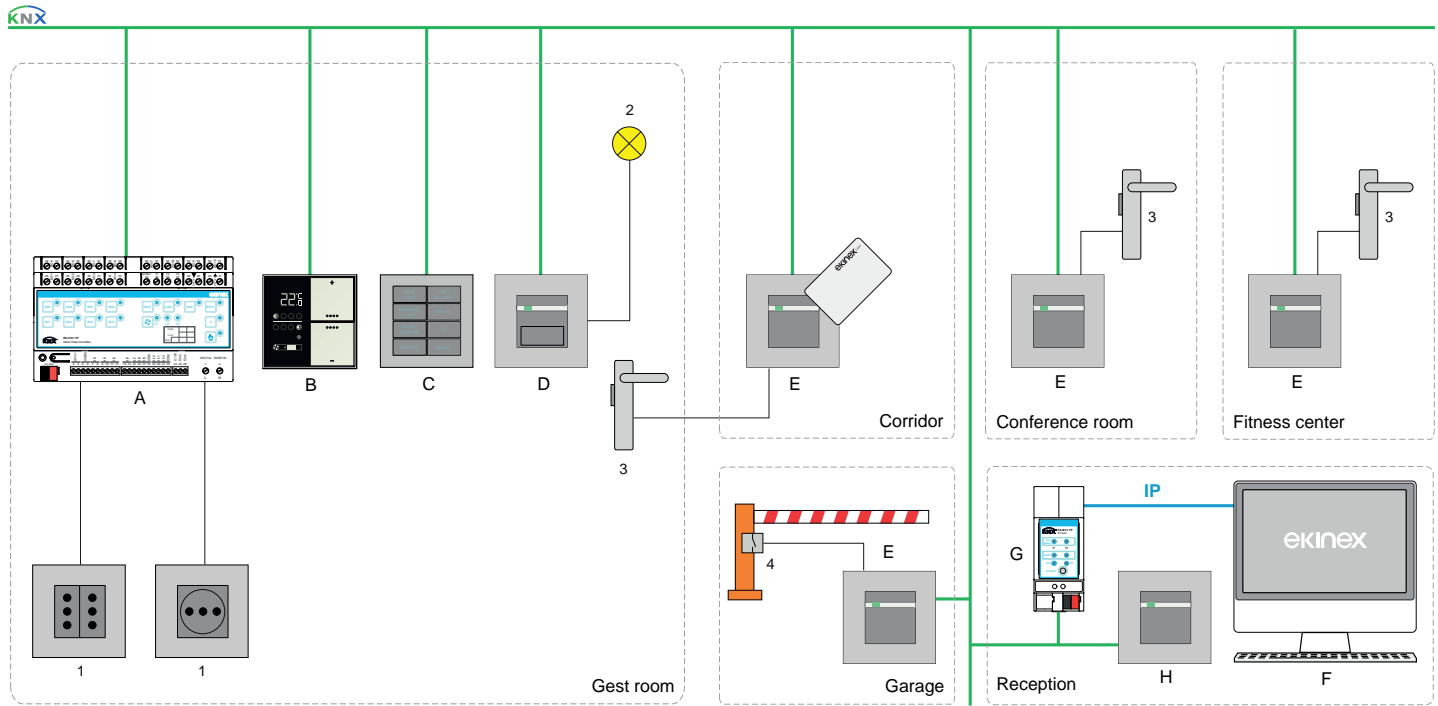 KNX
2
3
3
22°c
+
−
ekinex
A
B
C
D
E
E
E
3
Corridor
Conference room
Fitness center
IP
E
G
4
ekinex
KNX
1
1
H
F
Gest room
Garage
Reception